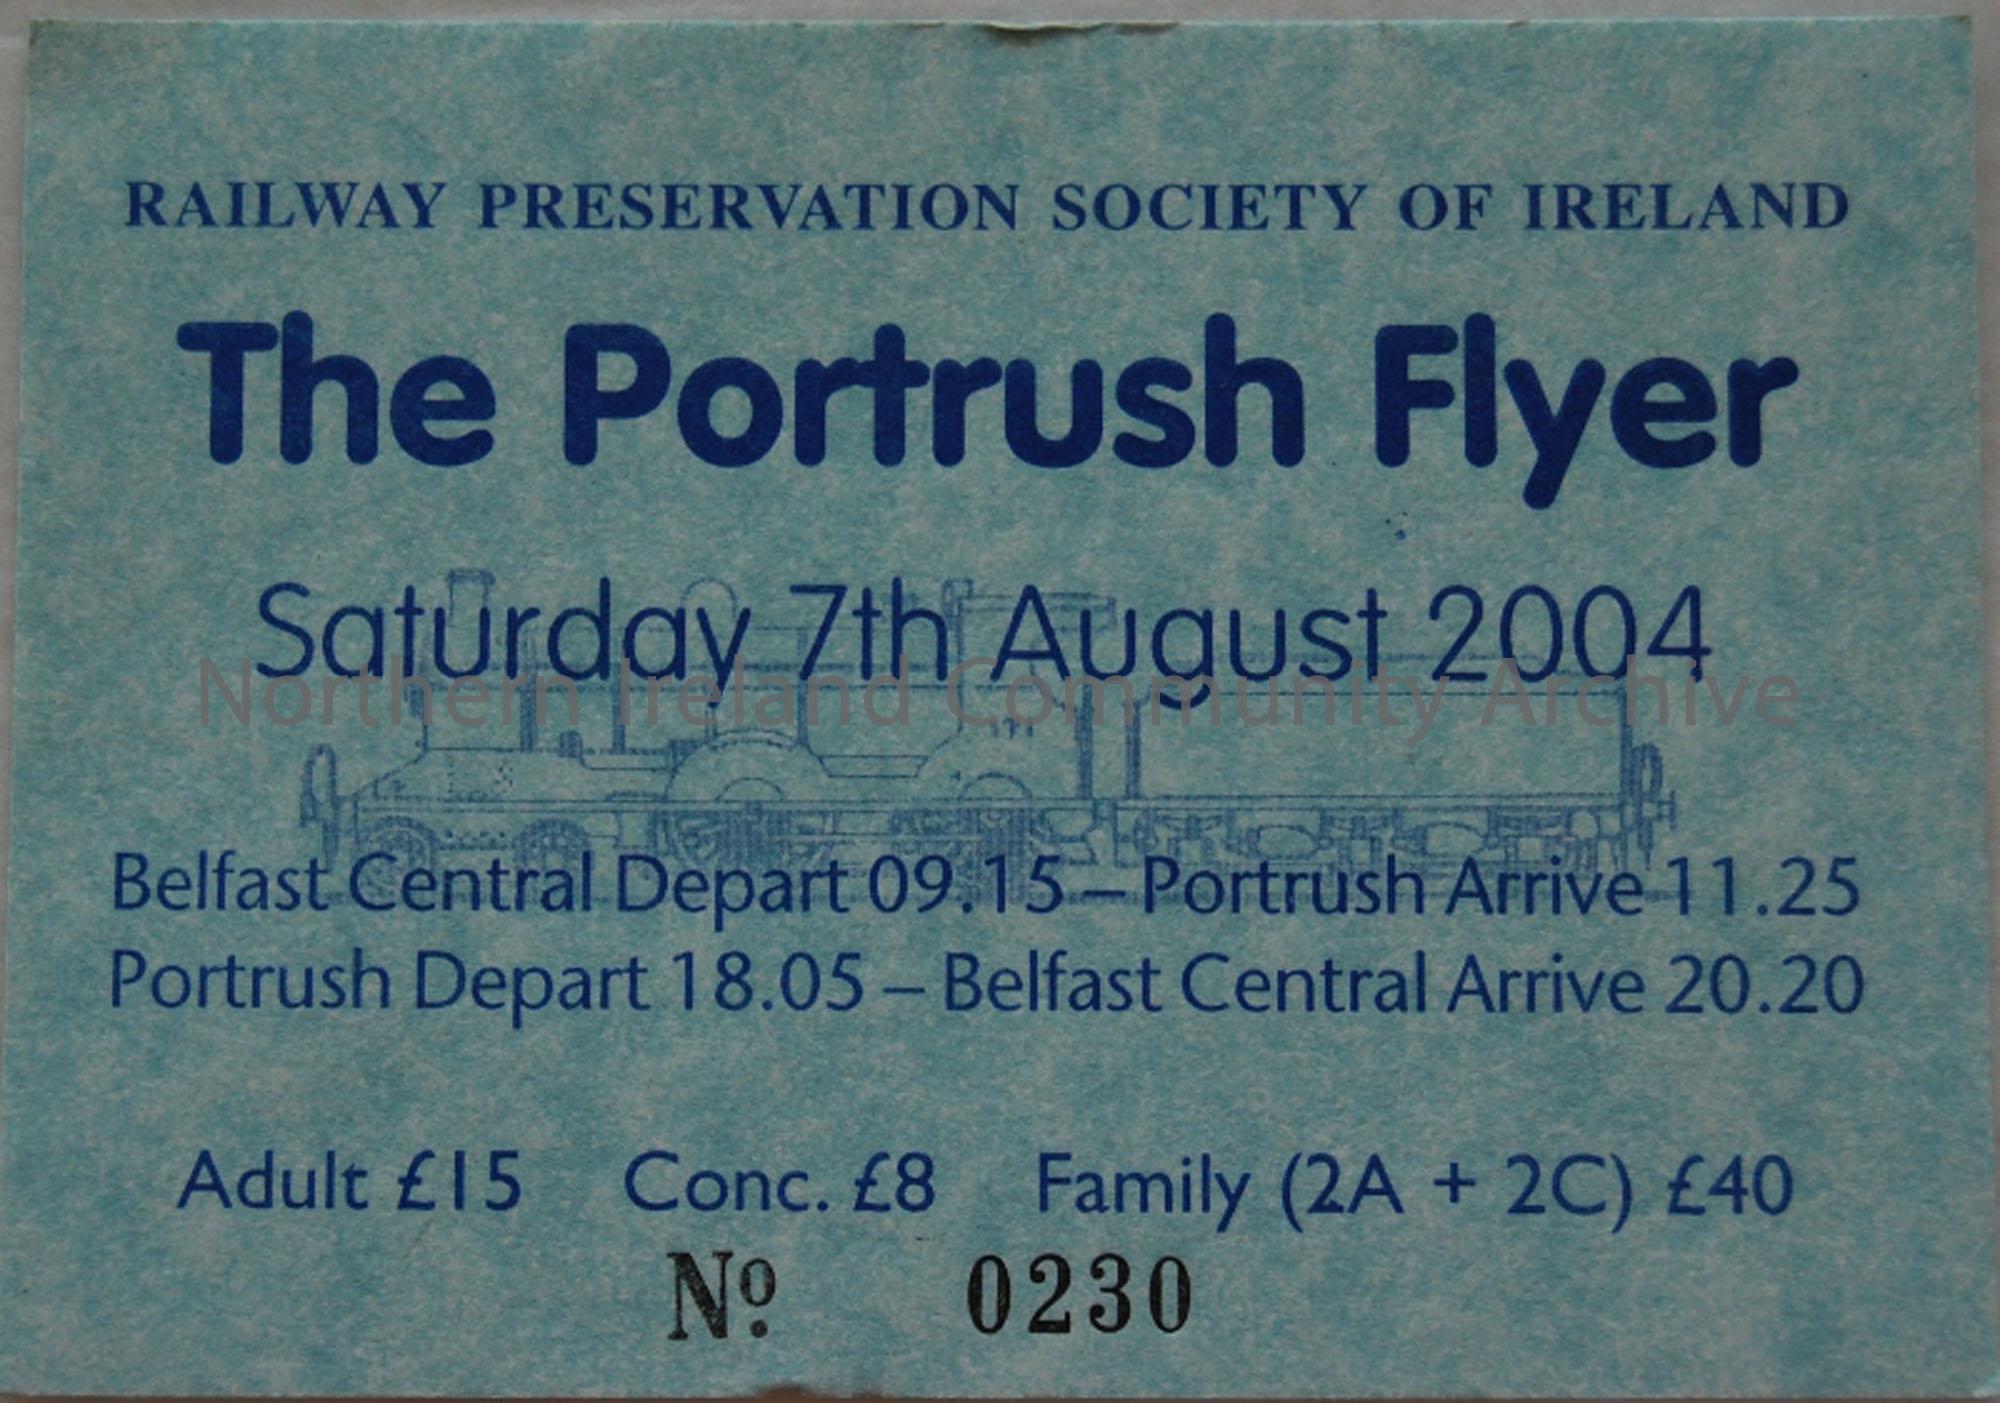 RAILWAY PRESERVATION SOCIETY OF IRELAND
The Portrush Flyer
Saturday 7th August 2004
Northern Ireland Community Archive
171
Belfast Central Depart 09.15 – Portrush Arrive 11.25
Portrush Depart 18.05 – Belfast Central Arrive 20.20
Adult £15 Conc. £8 Family (2A + 2C) £40
Nº 0230